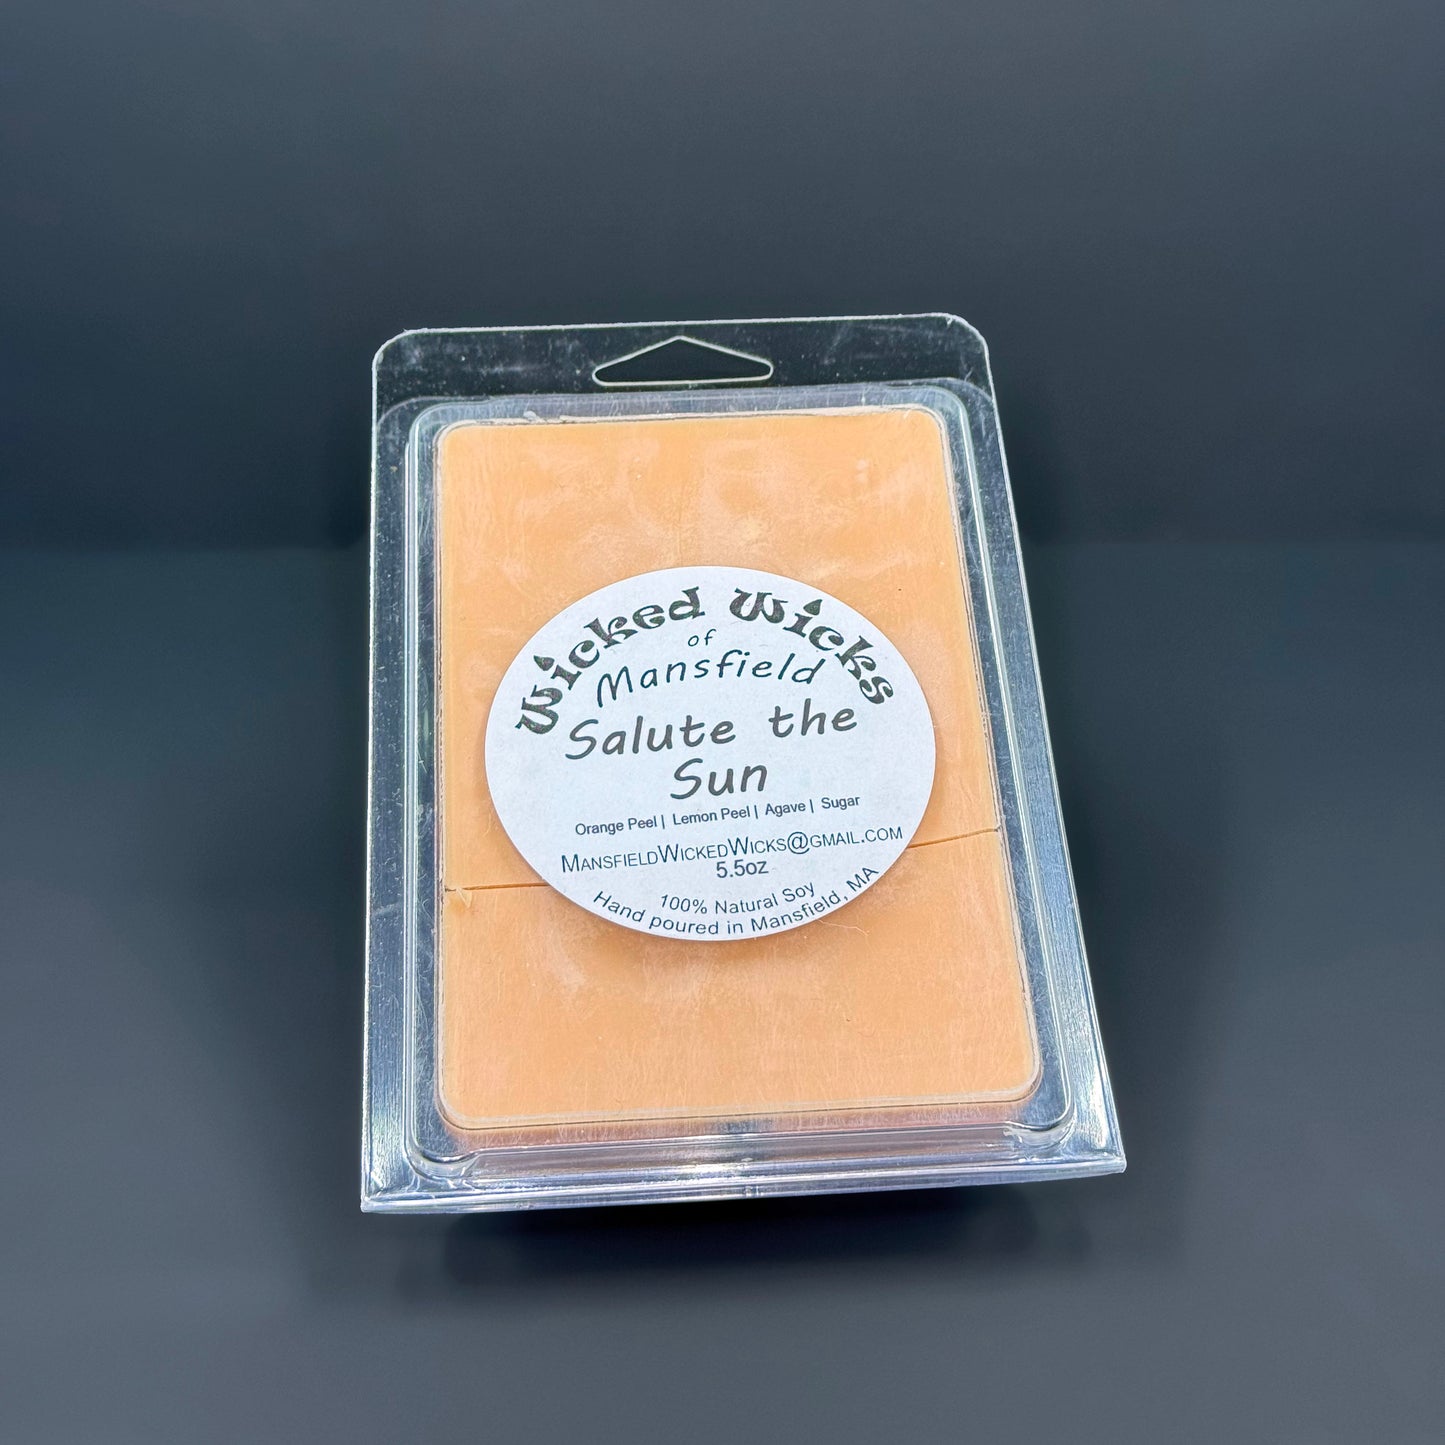 Wicked Wicks
of
Mansfield
Salute the
Sun
Orange Peel | Lemon Peel | Agave | Sugar
MansfieldWickedWicks@gmail.com
5.5oz
100% Natural Soy
Hand poured in Mansfield, MA